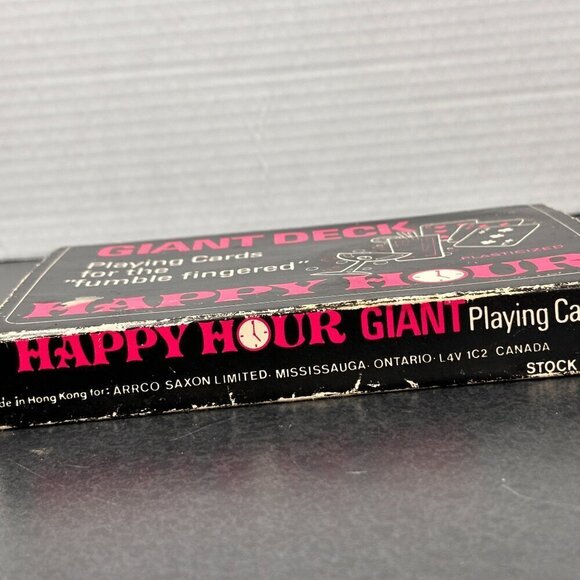 GIANT DECK
Playing Cards
for the
"fumble fingered"
PLASTICIZED
HAPPY HOUR
HAPPY HOUR GIANT Playing Ca
de in Hong Kong for: ARRCO SAXON LIMITED· MISSISSAUGA· ONTARIO· L4V 1C2 CANADA
STOCK